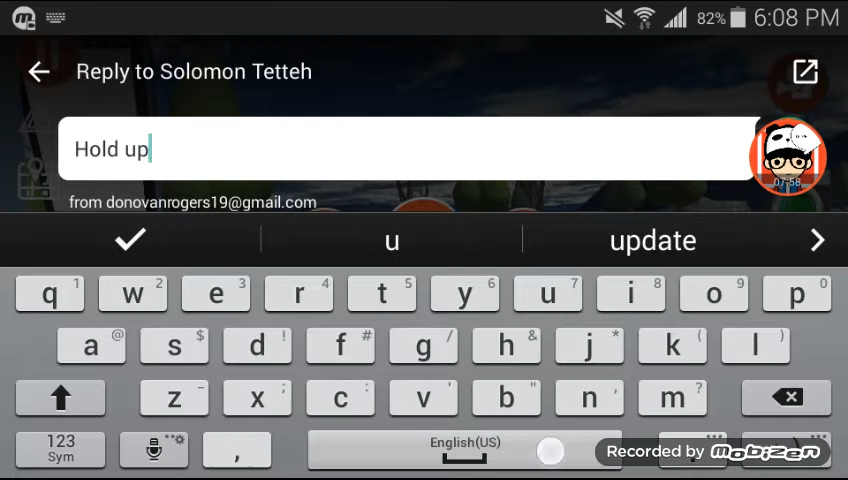 82% 6:08 PM
Reply to Solomon Tetteh
Hold up
07:58
from donovanrogers19@gmail.com
u update
q 1 w 2 e 3 r 4 t 5 y 6 u 7 i 8 o 9 p 0
a @ s $ d ! f # g / h & j * k ( l )
z - x ; c : v ' b " n , m ?
123 Sym , English(US) .
Recorded by mobizen